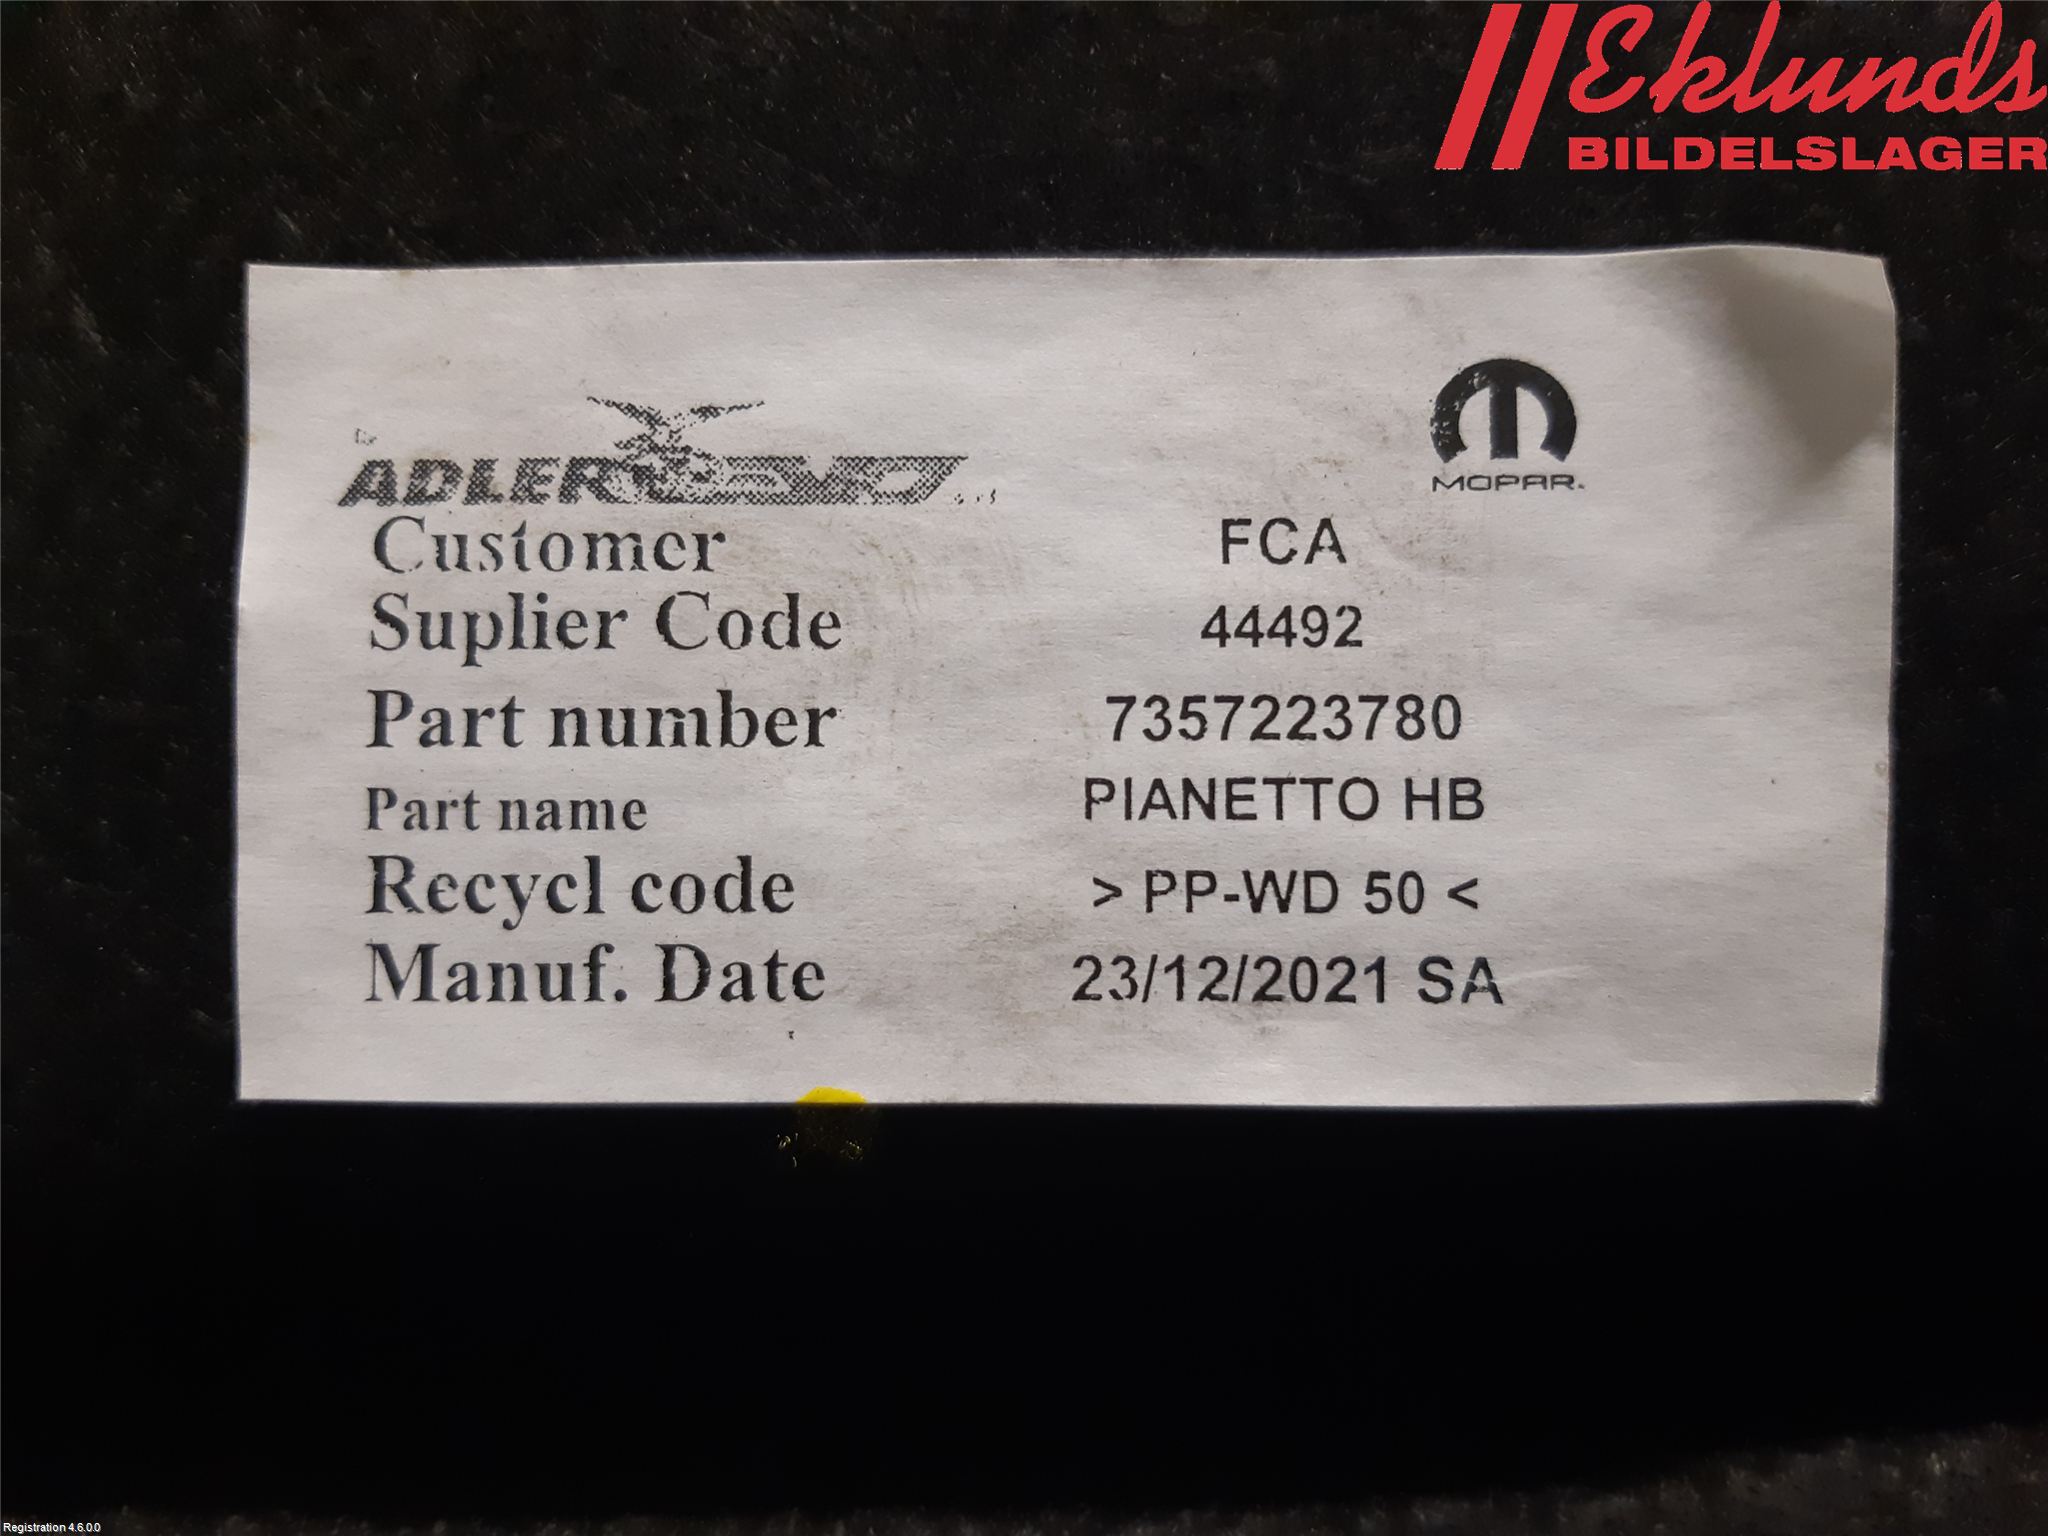 Eklunds
BILDELSLAGER
ADLER
MOPAR.
Customer FCA
Suplier Code 44492
Part number 7357223780
Part name PIANETTO HB
Recycl code > PP-WD 50 <
Manuf. Date 23/12/2021 SA
Registration 4.6.0.0